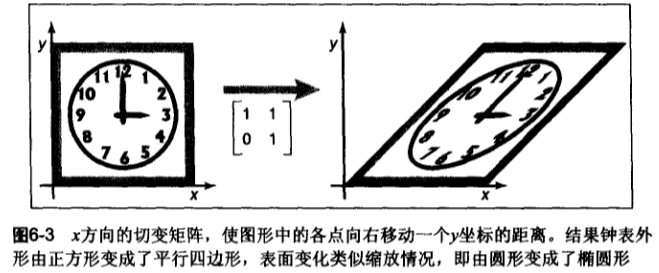 y
11 12 1
10 2
9 3
8 4
7 6 5
x
1 1
0 1
y
11 12 1
10 2
9 3
8 4
7 6 5
x
图6-3 x方向的切变矩阵，使图形中的各点向右移动一个y坐标的距离。结果钟表外
形由正方形变成了平行四边形，表面变化类似缩放情况，即由圆形变成了椭圆形